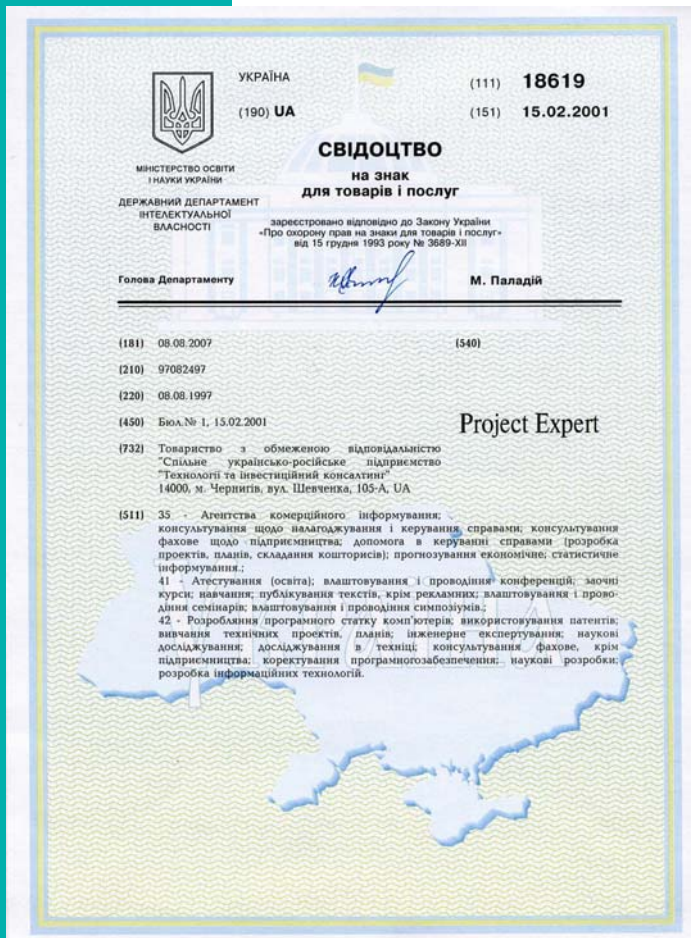 УКРАЇНА
(190) UA
(111) 18619
(151) 15.02.2001
МІНІСТЕРСТВО ОСВІТИ
І НАУКИ УКРАЇНИ
ДЕРЖАВНИЙ ДЕПАРТАМЕНТ
ІНТЕЛЕКТУАЛЬНОЇ
ВЛАСНОСТІ
СВІДОЦТВО
на знак
для товарів і послуг
зареєстровано відповідно до Закону України
«Про охорону прав на знаки для товарів і послуг»
від 15 грудня 1993 року № 3689-XII
Голова Департаменту
М. Паладій
(181) 08.08.2007
(540)
(210) 97082497
(220) 08.08.1997
(450) Бюл.№ 1, 15.02.2001
Project Expert
(732) Товариство з обмеженою відповідальністю
"Спільне українсько-російське підприємство
"Технології та інвестиційний консалтинг"
14000, м. Чернигів, вул. Шевченка, 105-А, UA
(511) 35 - Агентства комерційного інформування;
консультування щодо налагоджування і керування справами; консультування
фахове щодо підприємництва; допомога в керуванні справами (розробка
проектів, планів, складання кошторисів); прогнозування економічне; статистичне
інформування.;
41 - Атестування (освіта); влаштовування і проводіння конференцій; заочні
курси; навчання; публікування текстів, крім рекламних; влаштовування і прово-
діння семінарів; влаштовування і проводіння симпозіумів.;
42 - Розробляння програмного статку комп'ютерів; використовування патентів;
вивчання технічних проектів, планів; інженерне експертування; наукові
досліджування; досліджування в техніці; консультування фахове, крім
підприємництва; коректування програмногозабезпечення; наукові розробки;
розробка інформаційних технологій.